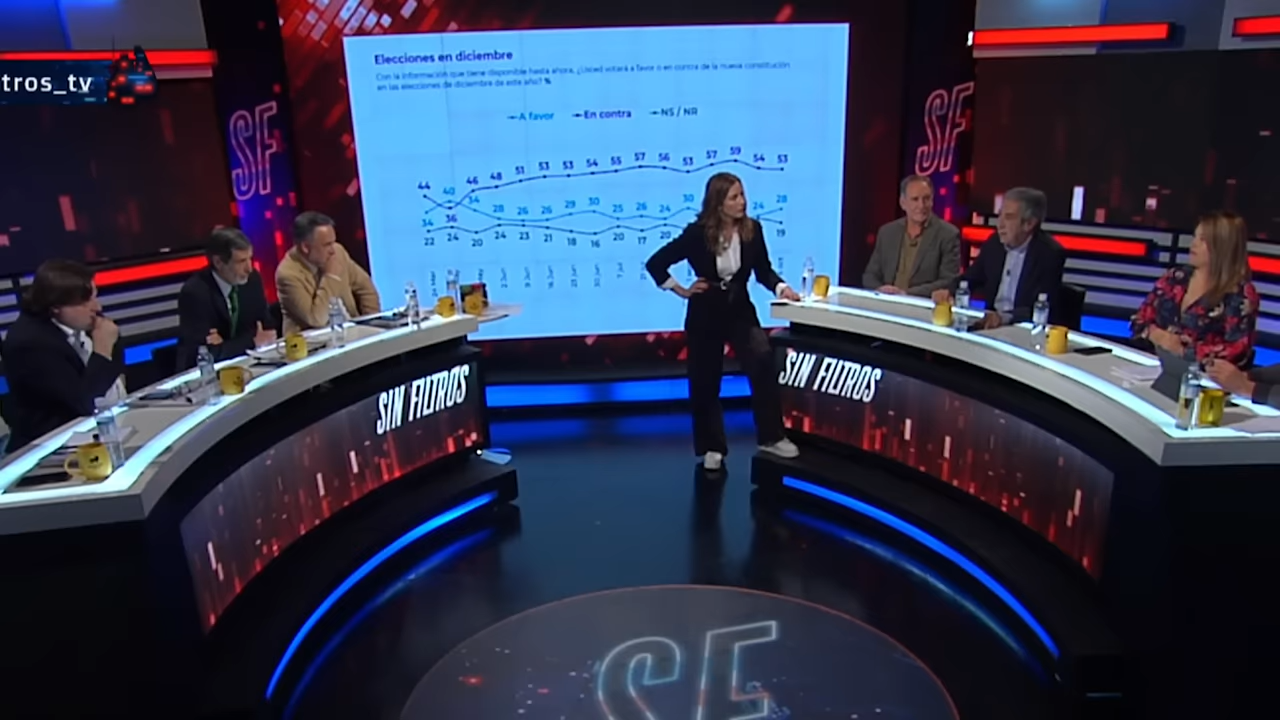 tros_tv
SF
SF
Elecciones en diciembre
Con la información que tiene disponible hasta ahora, ¿Usted votará a favor o en contra de la nueva constitución
en las elecciones de diciembre de este año? %
A favor En contra NS / NR
44 46 48 51 53 53 54 55 57 56 53 57 59 54 53
34 40 34 28 26 26 29 30 25 26 24 30 24 28
22 36 24 20 24 23 21 18 16 20 17 20 19
SIN FILTROS
SIN FILTROS
SF